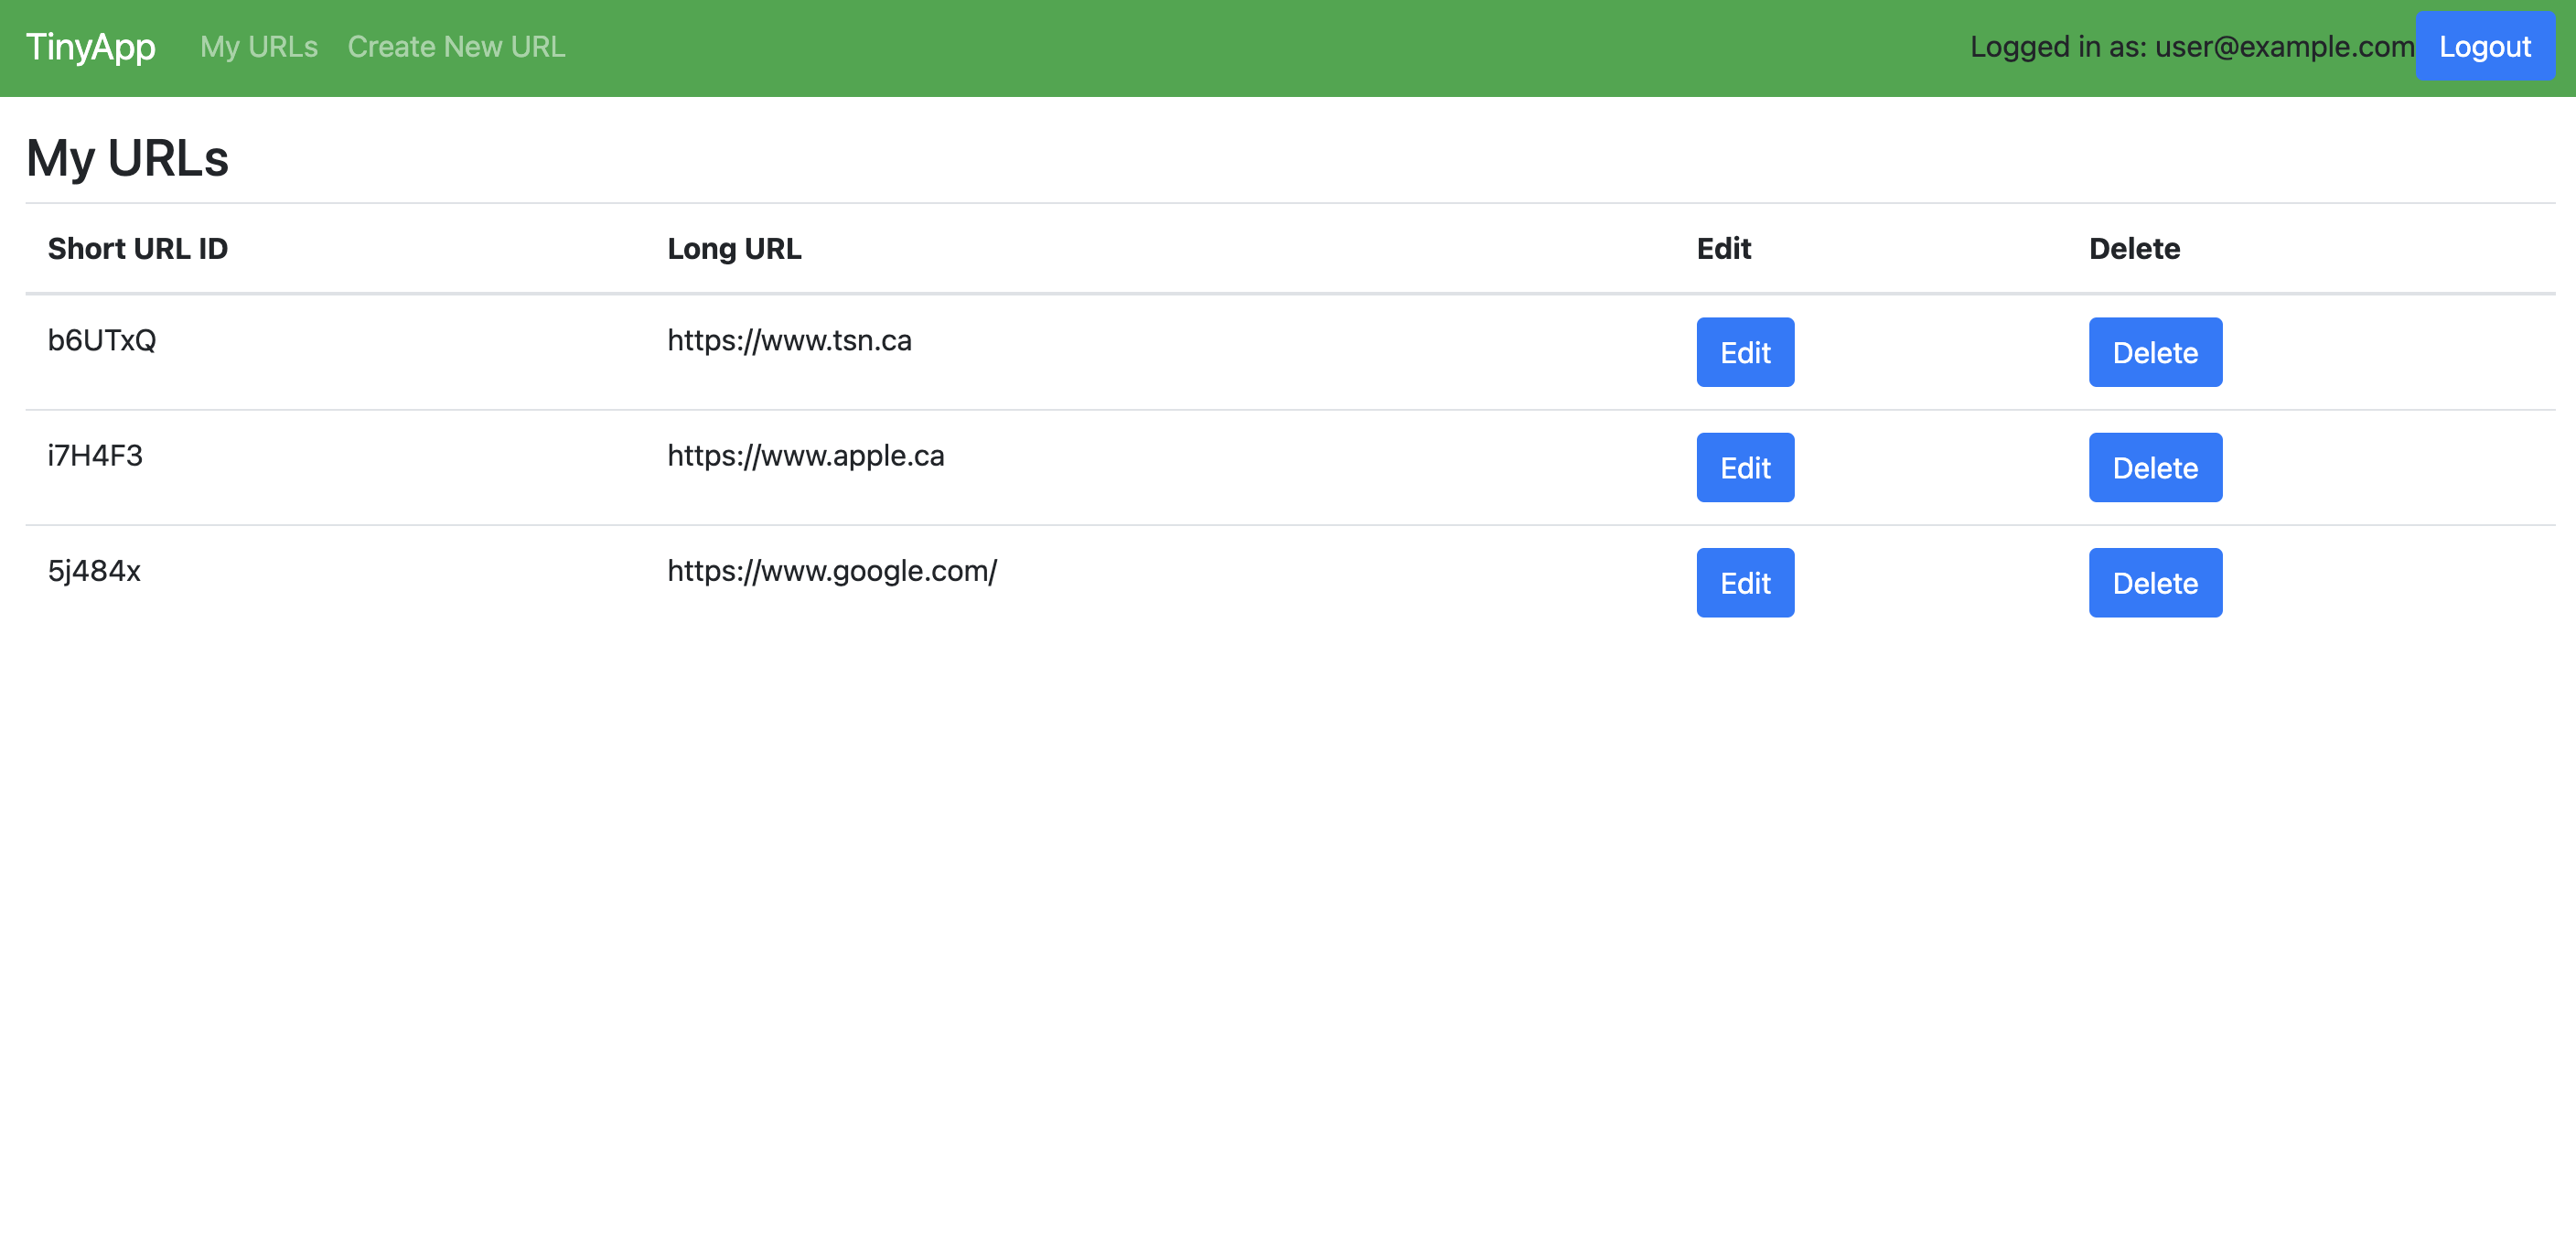 TinyApp My URLs Create New URL Logged in as: user@example.com Logout
My URLs
Short URL ID Long URL Edit Delete
b6UTxQ https://www.tsn.ca Edit Delete
i7H4F3 https://www.apple.ca Edit Delete
5j484x https://www.google.com/ Edit Delete